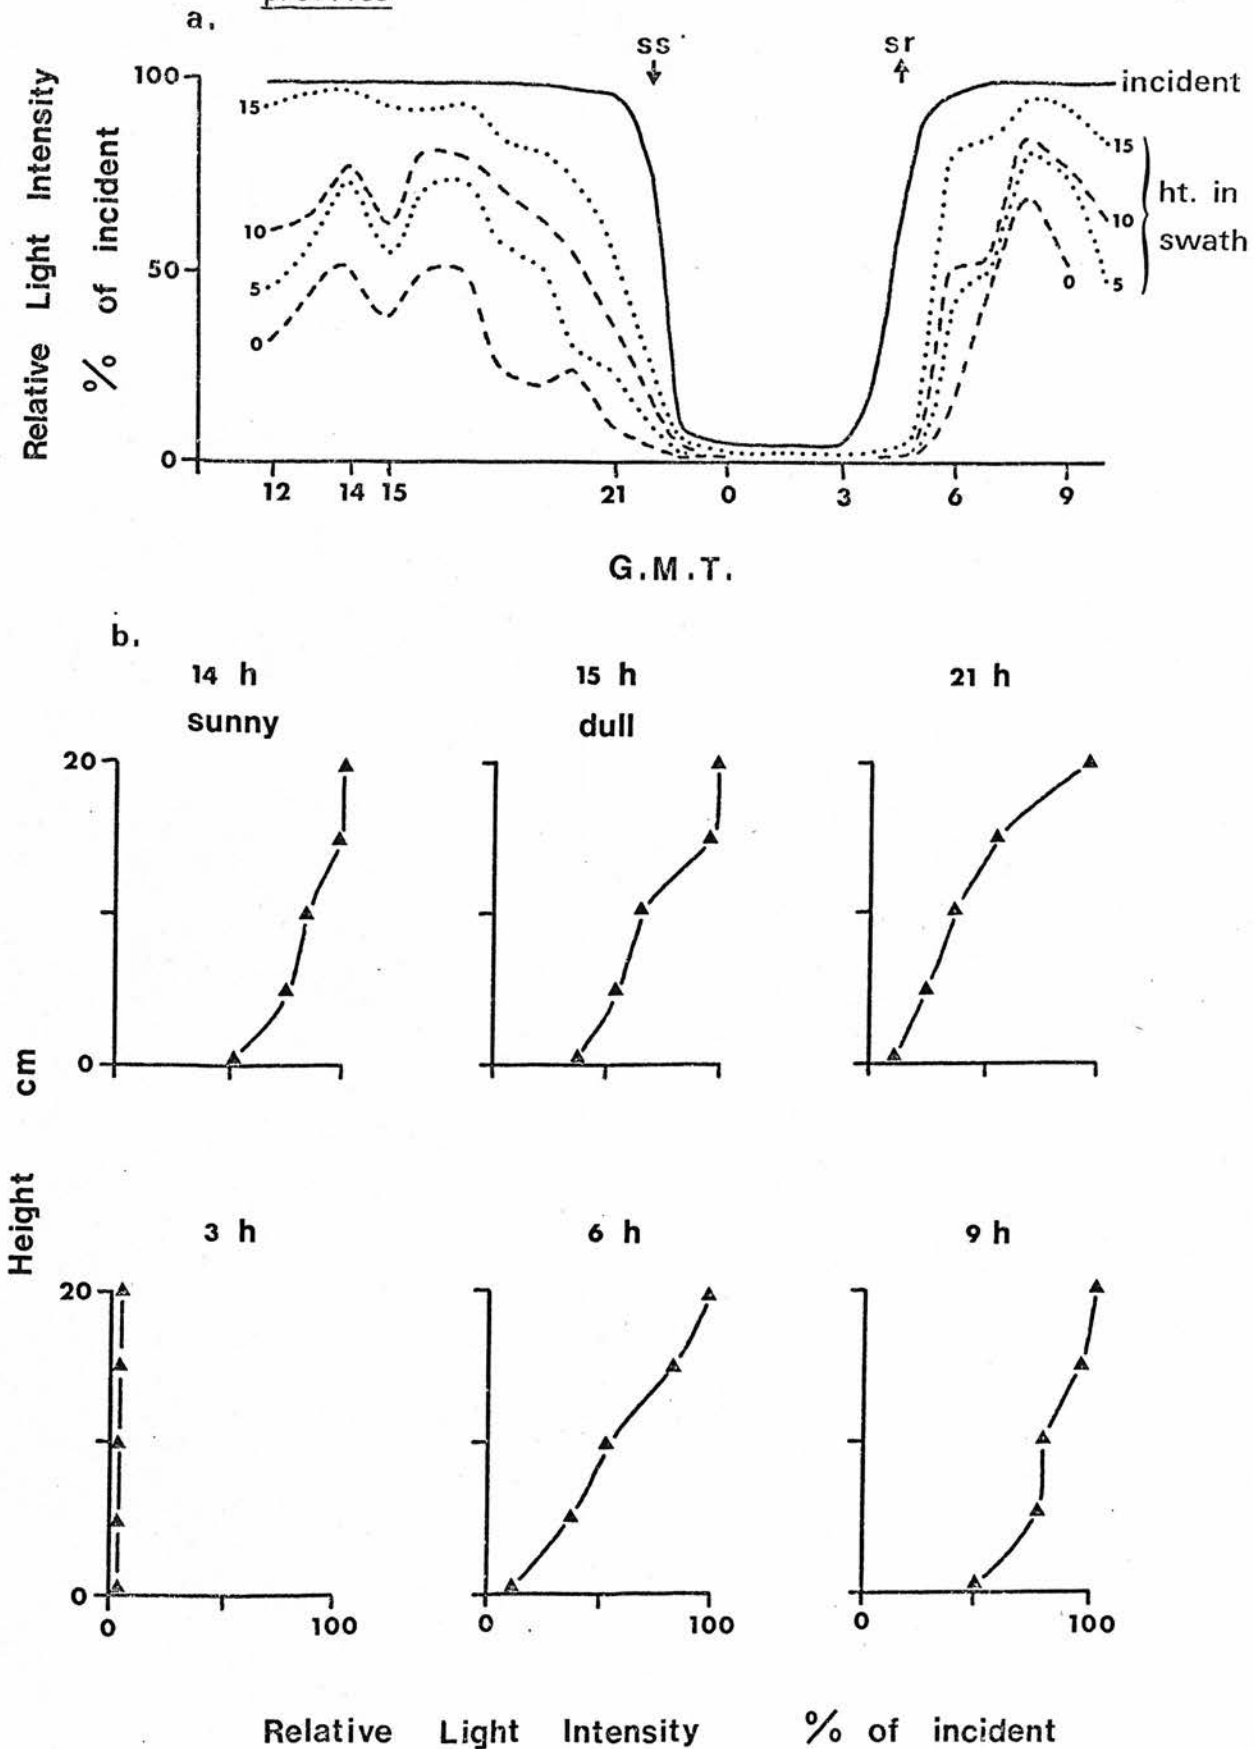 a.
ss
sr
Relative Light Intensity
% of incident
100
50
0
15
10
5
0
incident
15
10
0
5
ht. in
swath
12 14 15 21 0 3 6 9
G.M.T.
b.
14 h
sunny
15 h
dull
21 h
20
0
Height cm
3 h
6 h
9 h
20
0
0 100
0 100
0 100
Relative Light Intensity % of incident